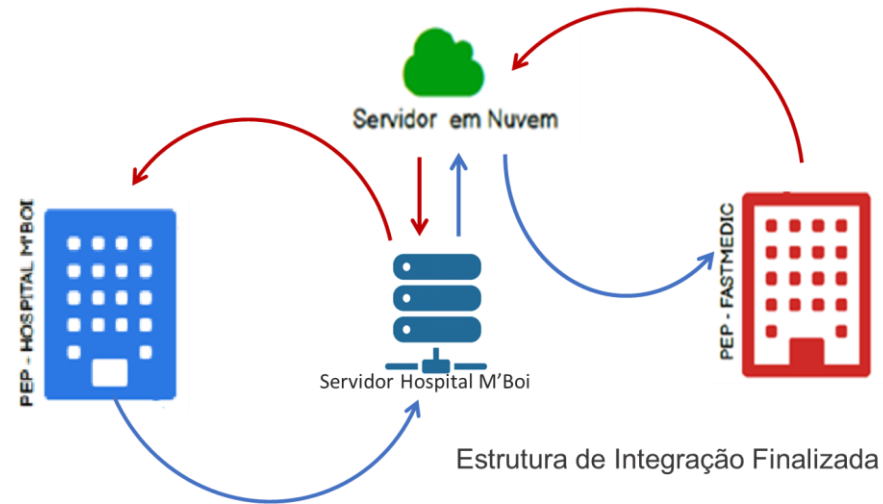 Servidor em Nuvem
PEP - HOSPITAL M'BOI
PEP - FASTMEDIC
Servidor Hospital M’Boi
Estrutura de Integração Finalizada